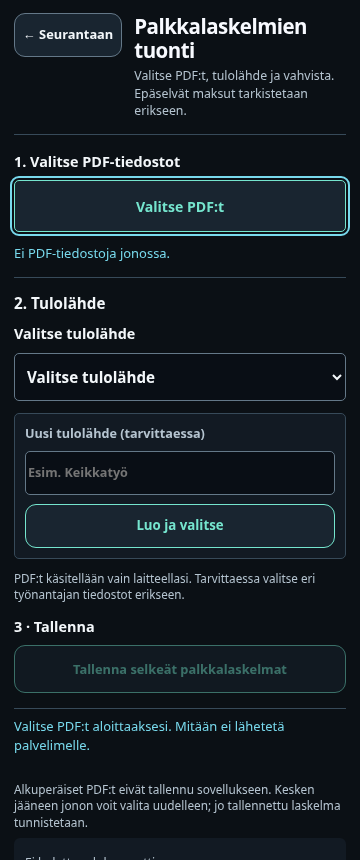 ← Seurantaan
Palkkalaskelmien
tuonti
Valitse PDF:t, tulolähde ja vahvista.
Epäselvät maksut tarkistetaan
erikseen.
1. Valitse PDF-tiedostot
Valitse PDF:t
Ei PDF-tiedostoja jonossa.
2. Tulolähde
Valitse tulolähde
Valitse tulolähde
Uusi tulolähde (tarvittaessa)
Esim. Keikkatyö
Luo ja valitse
PDF:t käsitellään vain laitteellasi. Tarvittaessa valitse eri
työnantajan tiedostot erikseen.
3 · Tallenna
Tallenna selkeät palkkalaskelmat
Valitse PDF:t aloittaaksesi. Mitään ei lähetetä
palvelimelle.
Alkuperäiset PDF:t eivät tallennu sovellukseen. Kesken
jääneen jonon voit valita uudelleen; jo tallennettu laskelma
tunnistetaan.